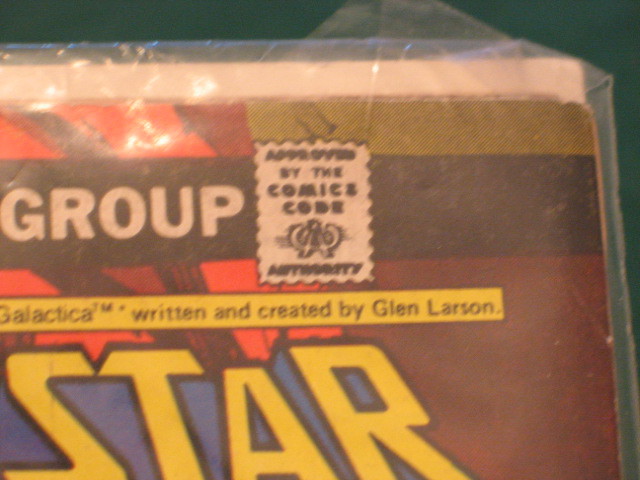 GROUP
APPROVED
BY THE
COMICS
CODE
AUTHORITY
Galactica™ · written and created by Glen Larson.
STAR